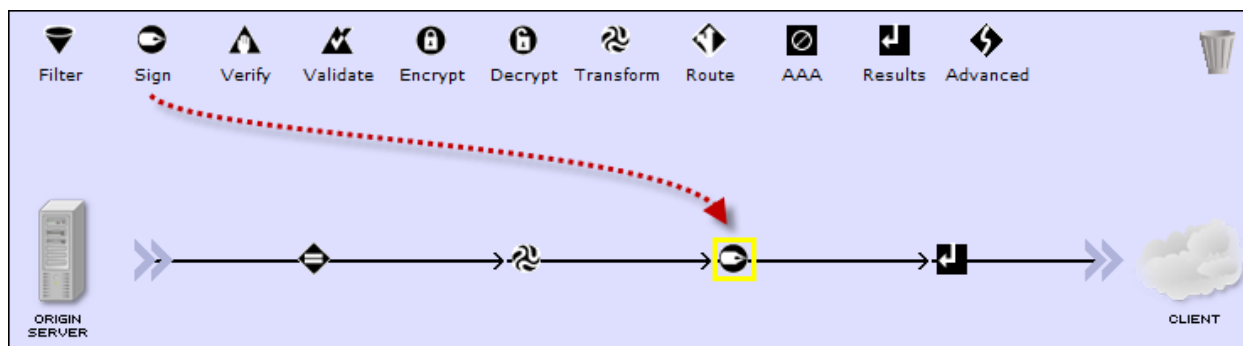 Filter Sign Verify Validate Encrypt Decrypt Transform Route AAA Results Advanced
ORIGIN
SERVER
CLIENT